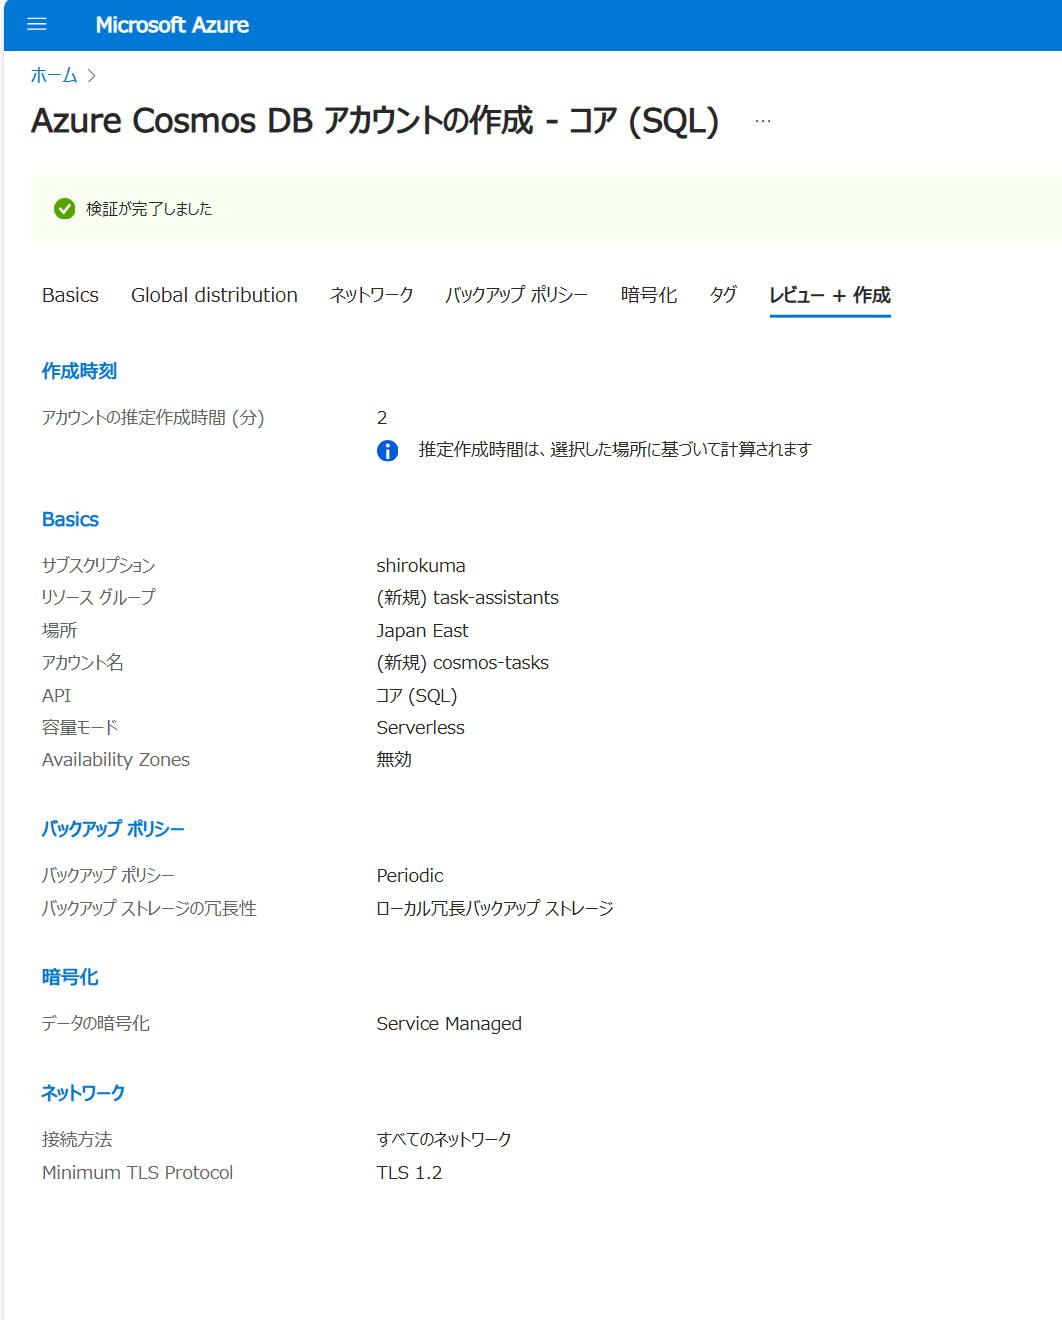 Microsoft Azure
ホーム
Azure Cosmos DB アカウントの作成 - コア (SQL) ...
検証が完了しました
Basics Global distribution ネットワーク バックアップ ポリシー 暗号化 タグ レビュー + 作成
作成時刻
アカウントの推定作成時間 (分) 2
推定作成時間は、選択した場所に基づいて計算されます
Basics
サブスクリプション shirokuma
リソース グループ (新規) task-assistants
場所 Japan East
アカウント名 (新規) cosmos-tasks
API コア (SQL)
容量モード Serverless
Availability Zones 無効
バックアップ ポリシー
バックアップ ポリシー Periodic
バックアップ ストレージの冗長性 ローカル冗長バックアップ ストレージ
暗号化
データの暗号化 Service Managed
ネットワーク
接続方法 すべてのネットワーク
Minimum TLS Protocol TLS 1.2